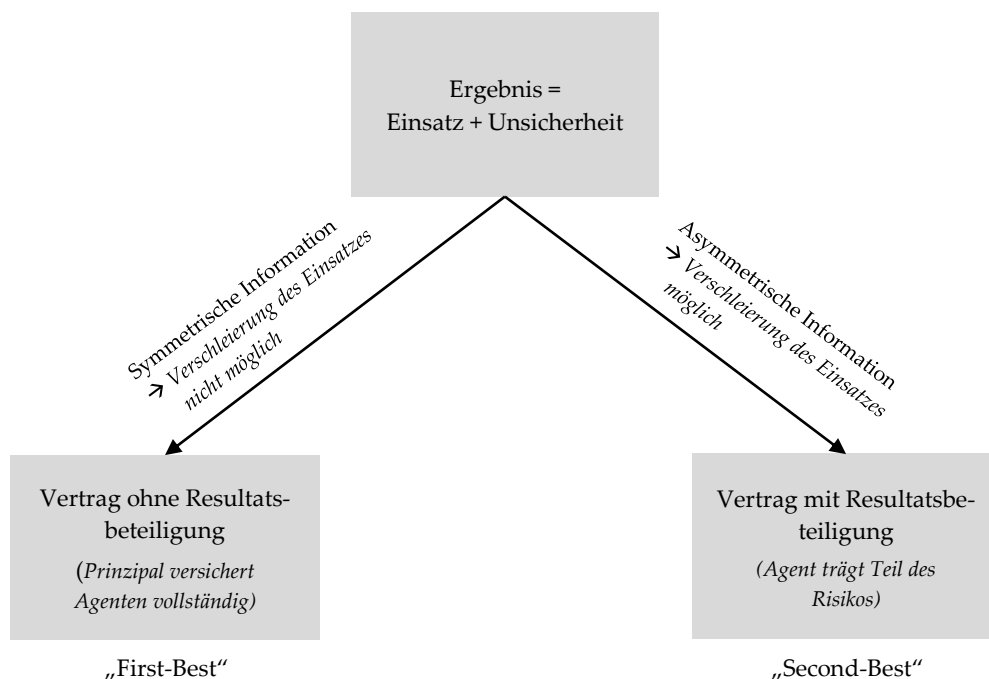 Ergebnis =
Einsatz + Unsicherheit
Symmetrische Information
→ Verschleierung des Einsatzes
nicht möglich
Asymmetrische Information
→ Verschleierung des Einsatzes
möglich
Vertrag ohne Resultats-
beteiligung
(Prinzipal versichert
Agenten vollständig)
„First-Best“
Vertrag mit Resultatsbe-
teiligung
(Agent trägt Teil des
Risikos)
„Second-Best“